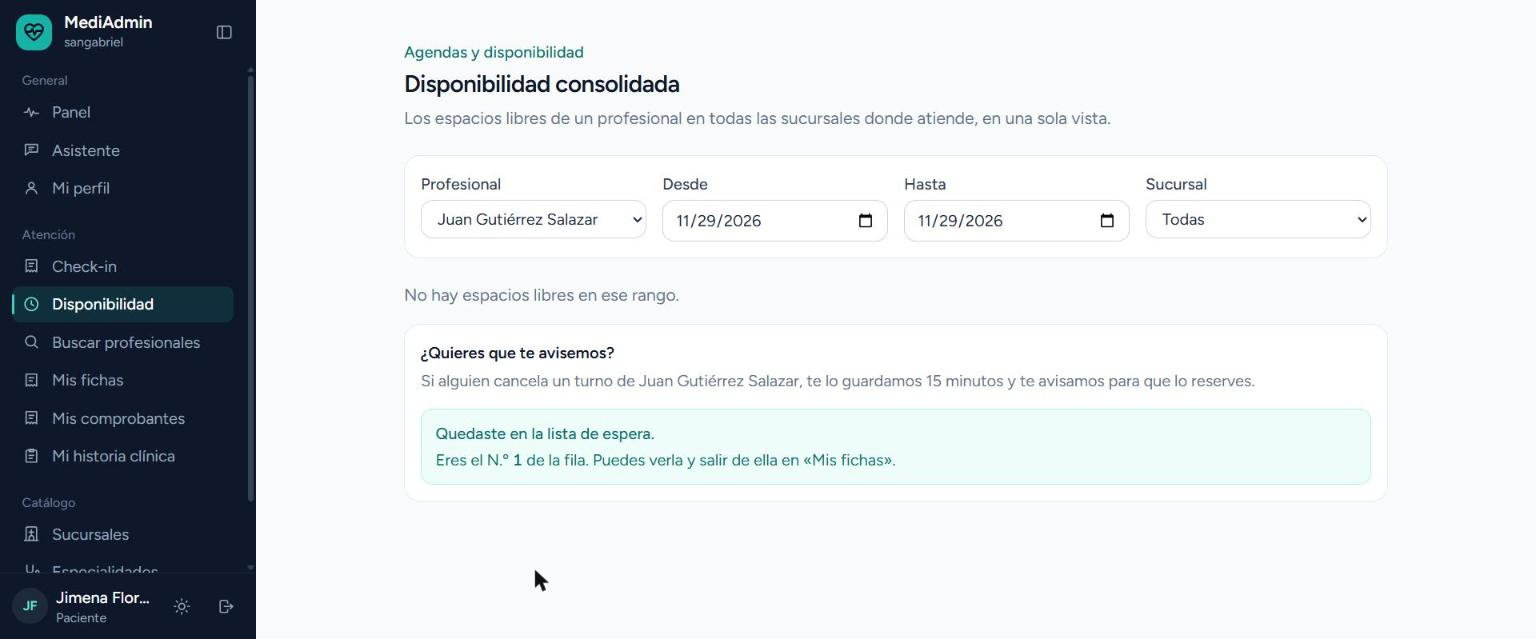 MediAdmin
sangabriel
General
Panel
Asistente
Mi perfil
Atención
Check-in
Disponibilidad
Buscar profesionales
Mis fichas
Mis comprobantes
Mi historia clínica
Catálogo
Sucursales
Especialidades
JF
Jimena Flor...
Paciente
Agendas y disponibilidad
Disponibilidad consolidada
Los espacios libres de un profesional en todas las sucursales donde atiende, en una sola vista.
Profesional Desde Hasta Sucursal
Juan Gutiérrez Salazar 11/29/2026 11/29/2026 Todas
No hay espacios libres en ese rango.
¿Quieres que te avisemos?
Si alguien cancela un turno de Juan Gutiérrez Salazar, te lo guardamos 15 minutos y te avisamos para que lo reserves.
Quedaste en la lista de espera.
Eres el N.º 1 de la fila. Puedes verla y salir de ella en «Mis fichas».